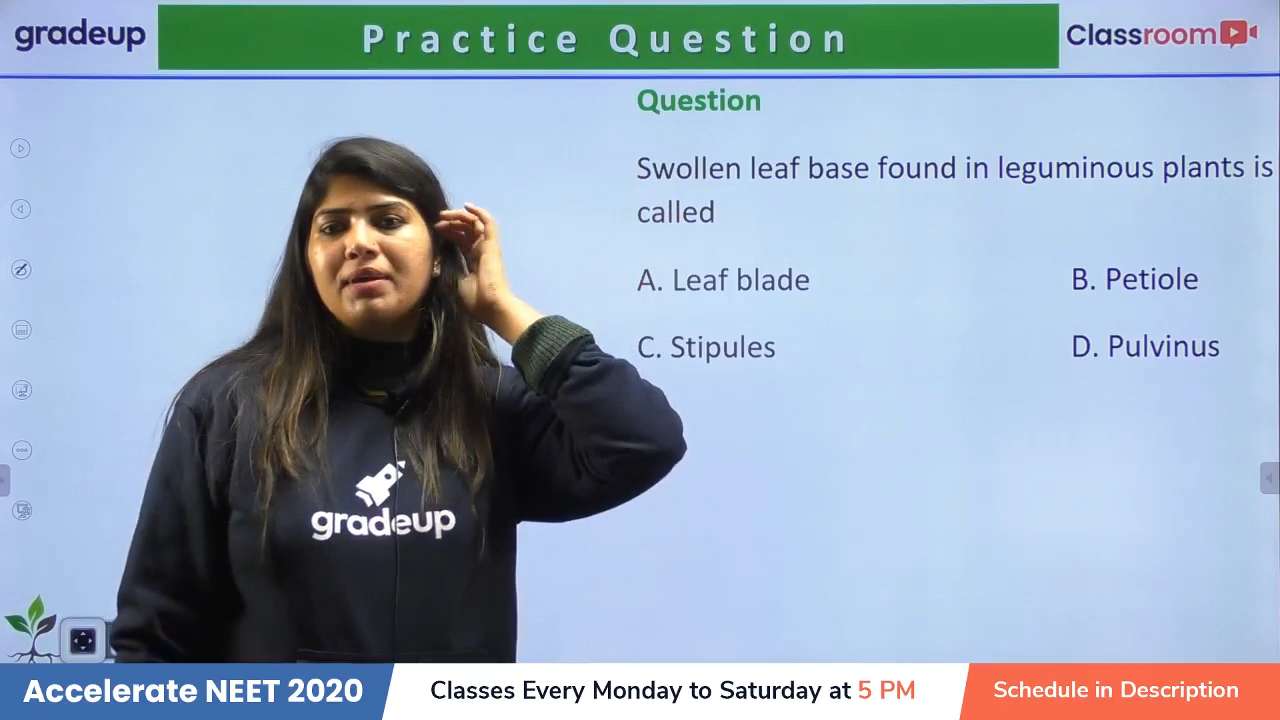 gradeup
Practice Question
Classroom
Question
Swollen leaf base found in leguminous plants is
called
A. Leaf blade
B. Petiole
C. Stipules
D. Pulvinus
gradeup
Accelerate NEET 2020
Classes Every Monday to Saturday at 5 PM
Schedule in Description